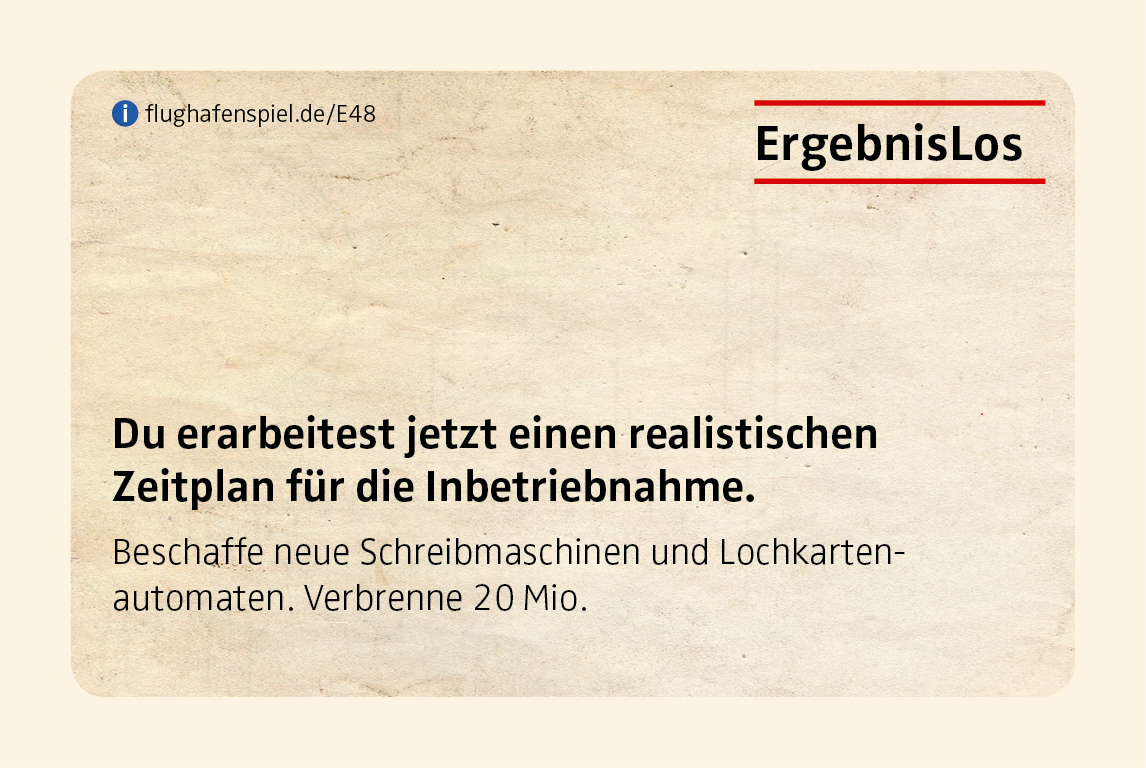 i flughafenspiel.de/E48
ErgebnisLos
Du erarbeitest jetzt einen realistischen
Zeitplan für die Inbetriebnahme.
Beschaffe neue Schreibmaschinen und Lochkarten-
automaten. Verbrenne 20 Mio.